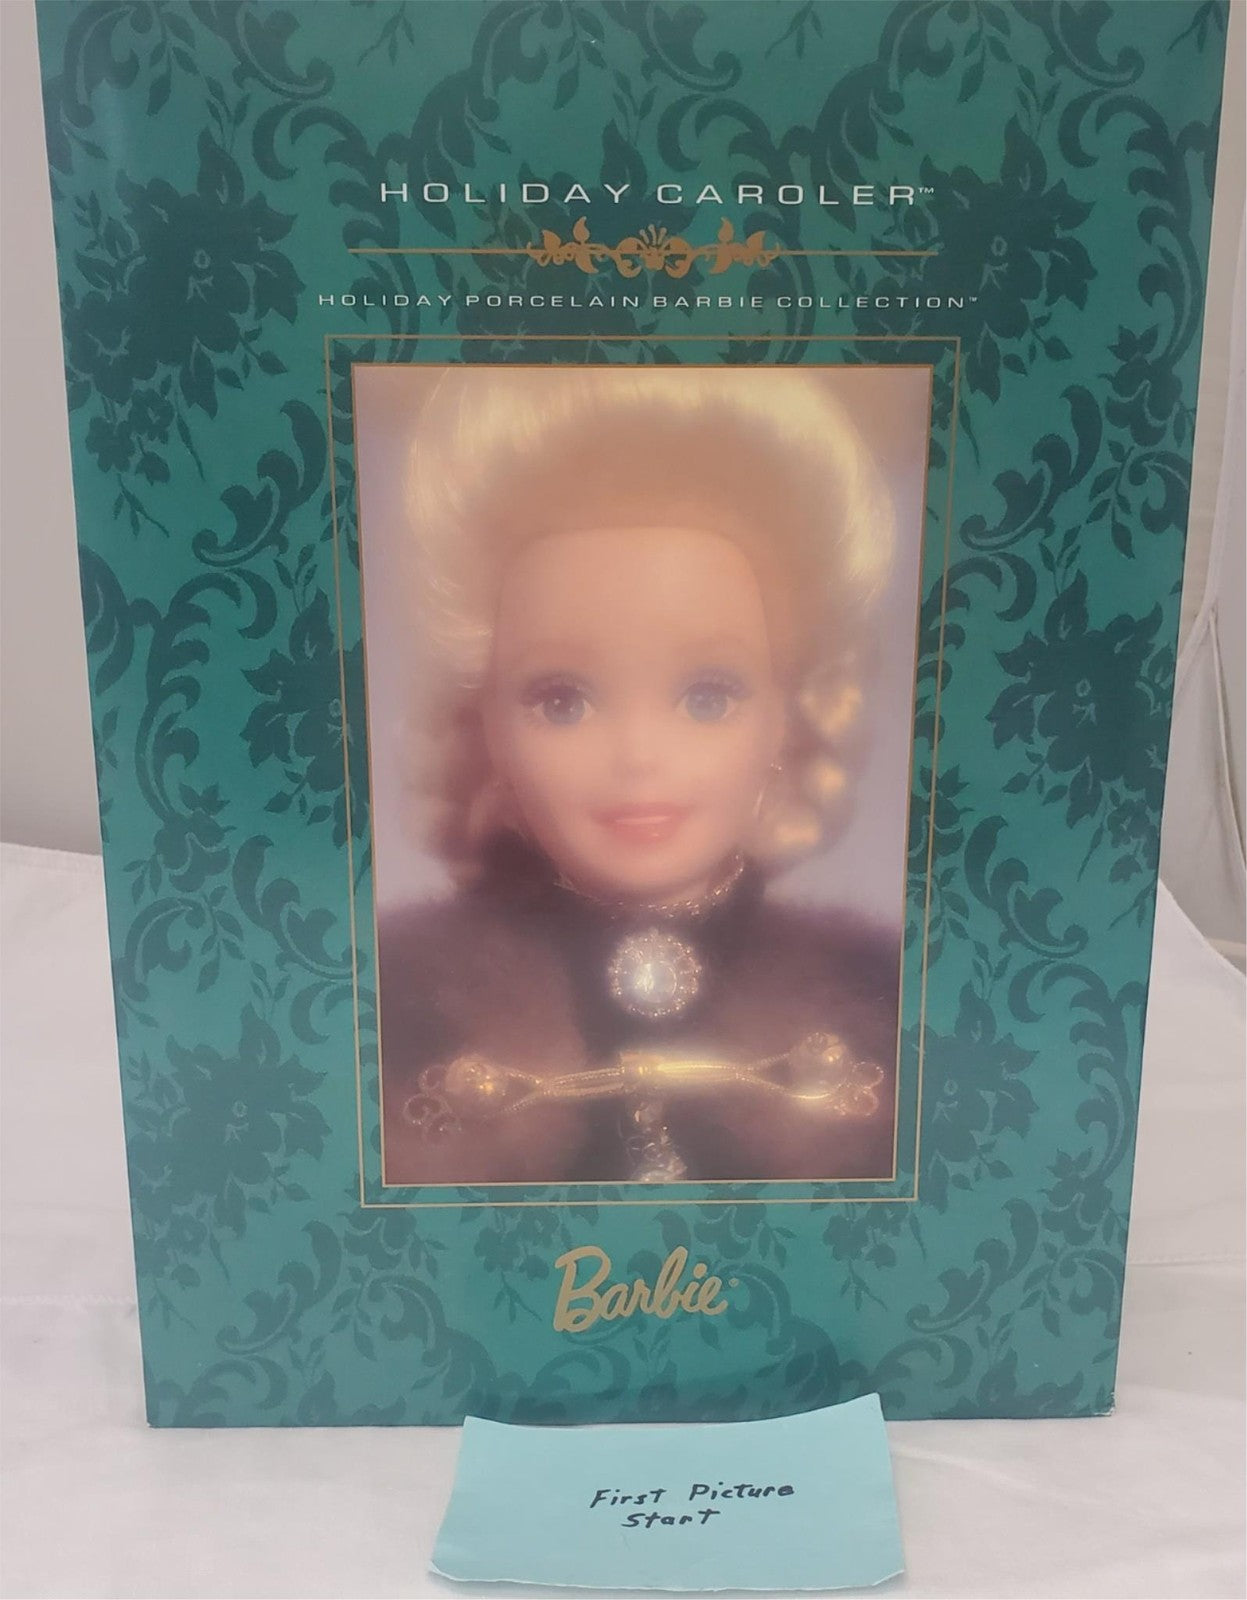 HOLIDAY CAROLER™
HOLIDAY PORCELAIN BARBIE COLLECTION™
Barbie®
First Picture
Start